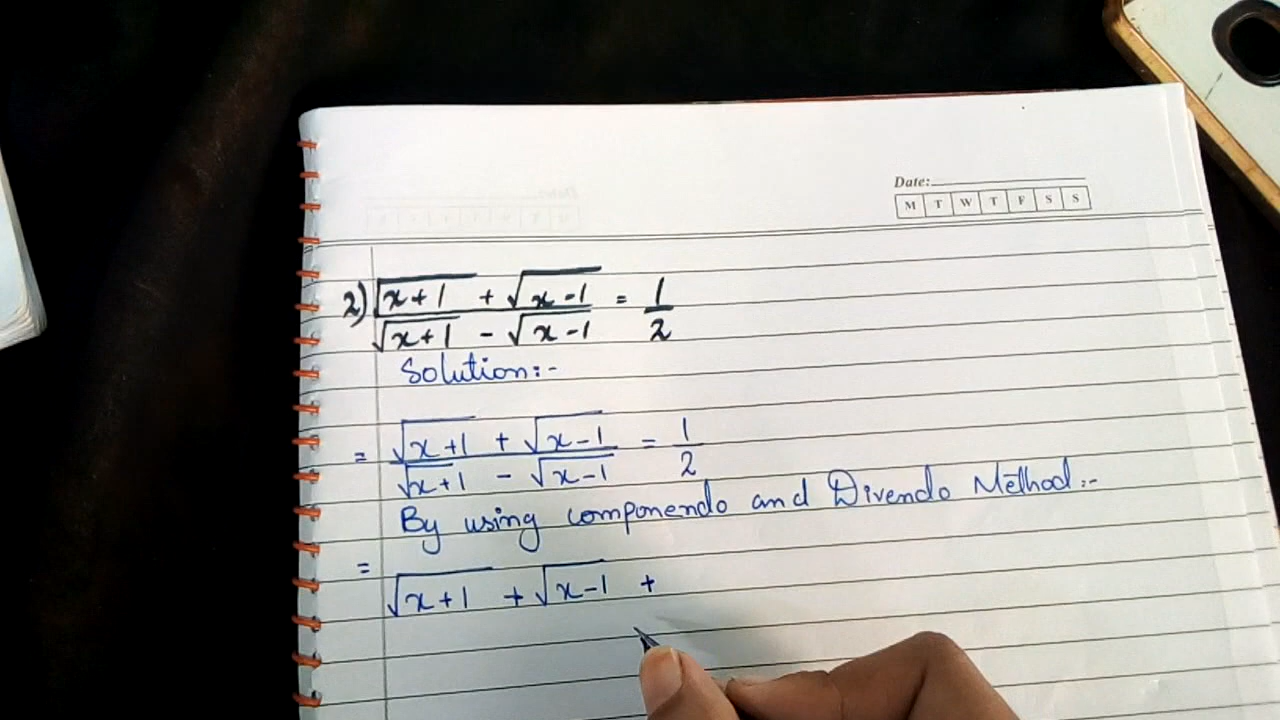 Date:
M T W T F S S
2) √x+1 + √x-1 = 1
√x+1 - √x-1 2
Solution:-
= √x+1 + √x-1 = 1
√x+1 - √x-1 2
By using componendo and Divendo Method:-
=
√x+1 + √x-1 +